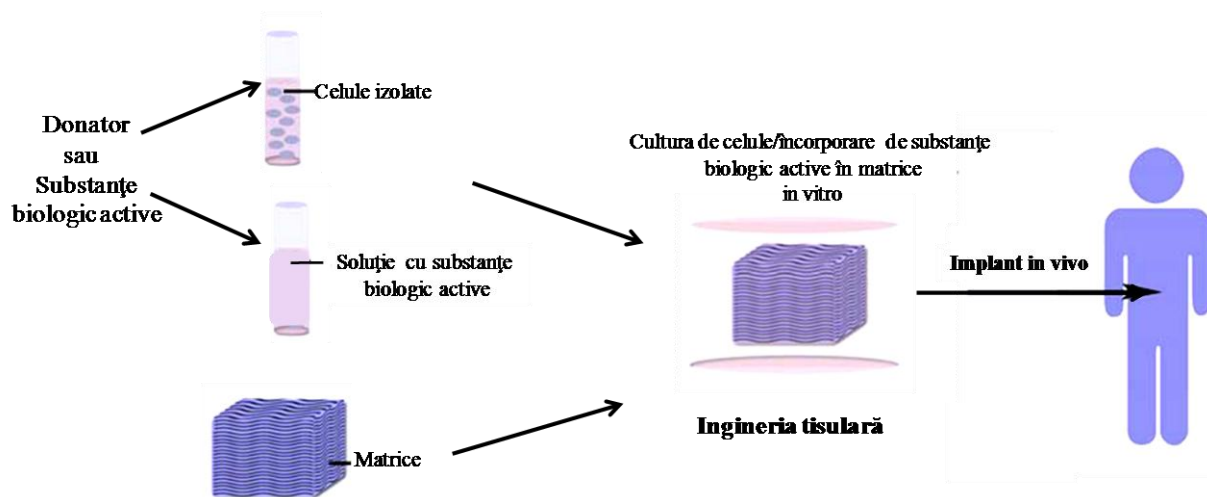 Donator
sau
Substanţe
biologic active
Celule izolate
Soluţie cu substanţe
biologic active
Matrice
Cultura de celule/încorporare de substanţe
biologic active în matrice
in vitro
Ingineria tisulară
Implant in vivo